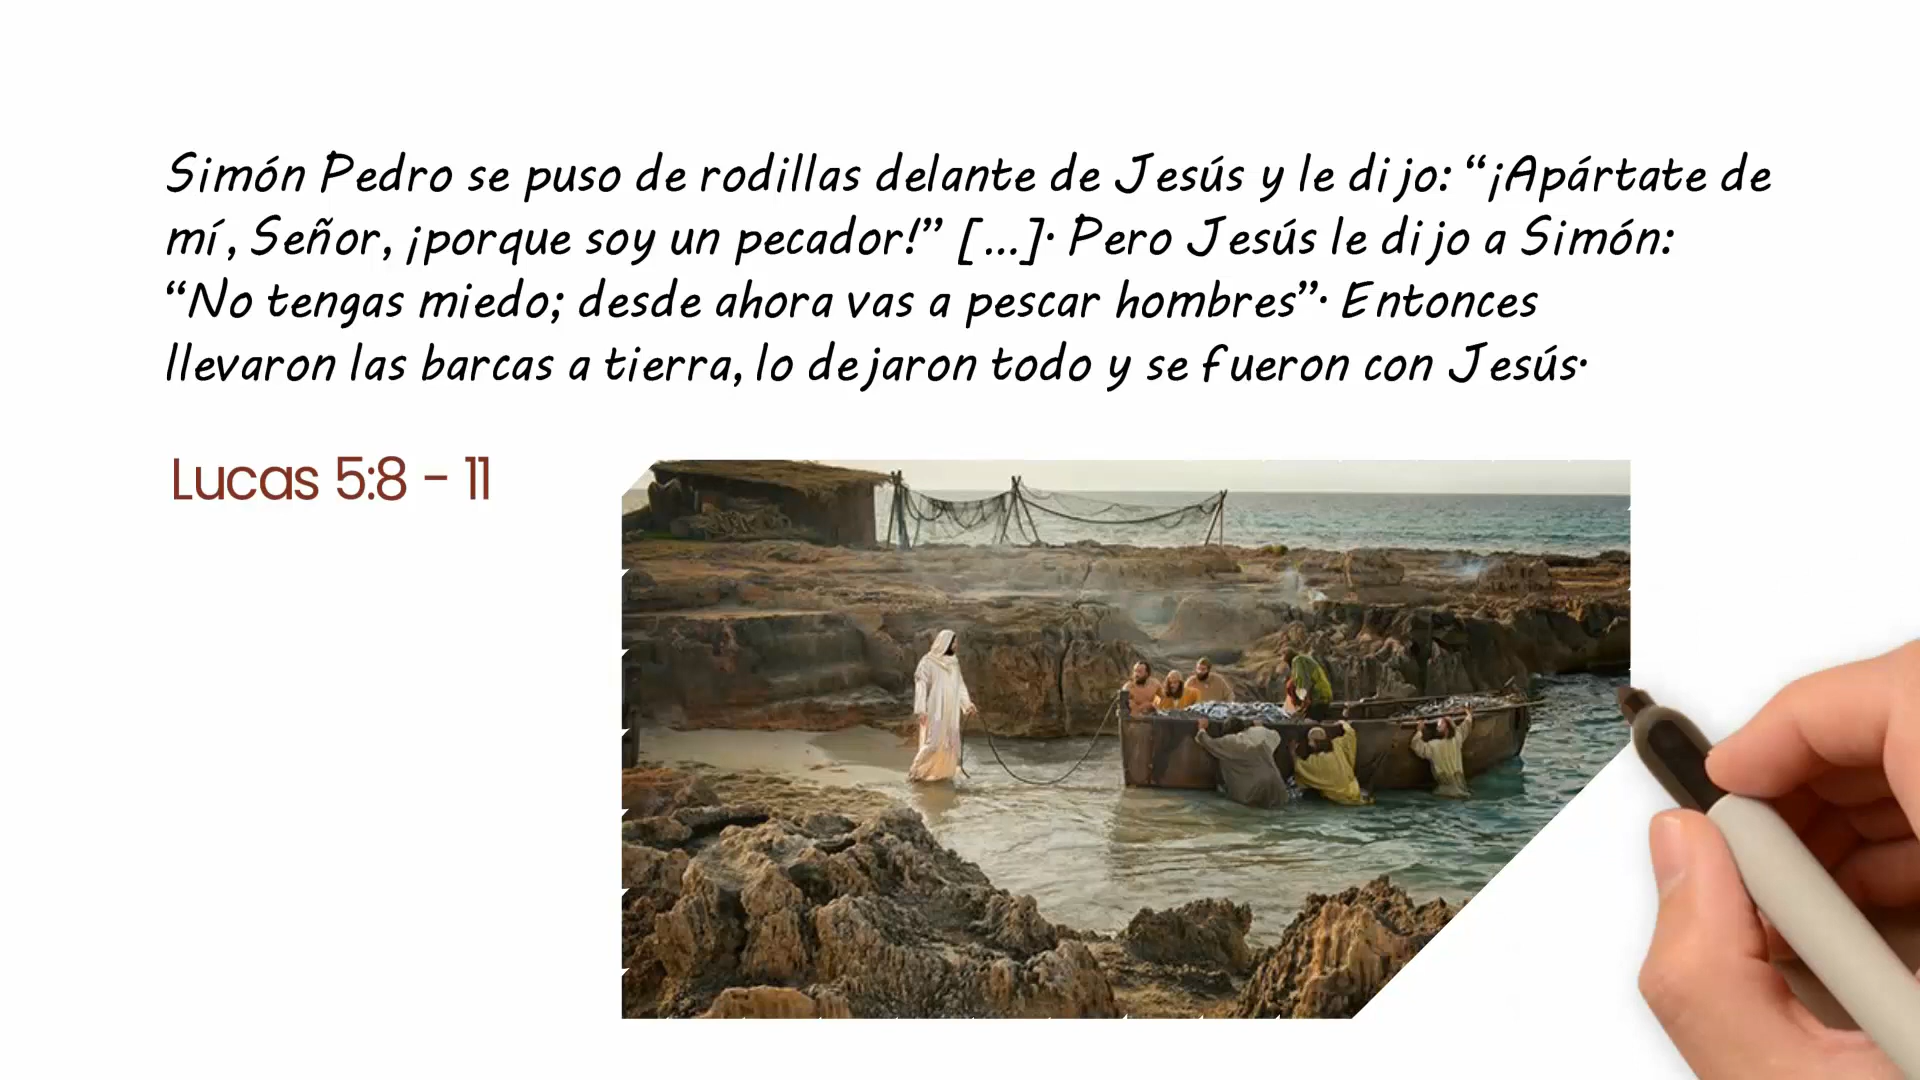 Simón Pedro se puso de rodillas delante de Jesús y le dijo: “¡Apártate de
mí, Señor, ¡porque soy un pecador!” [...]. Pero Jesús le dijo a Simón:
“No tengas miedo; desde ahora vas a pescar hombres”. Entonces
llevaron las barcas a tierra, lo dejaron todo y se fueron con Jesús.
Lucas 5:8 - 11